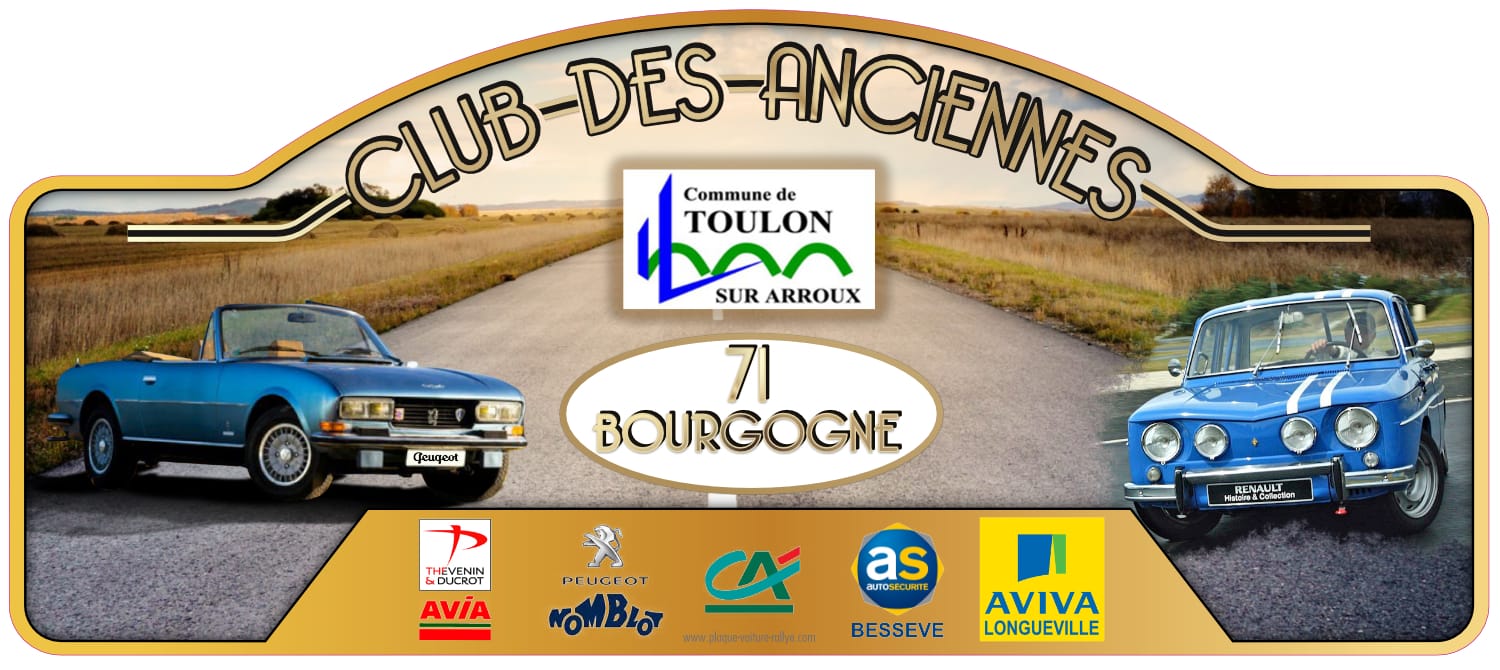 CLUB-DES-ANCIENNES
Commune de
TOULON
SUR ARROUX
71
BOURGOGNE
Peugeot
RENAULT
Histoire & Collection
THEVENIN
& DUCROT
AVIA
PEUGEOT
NOMBLOT
CA
www.plaque-voiture-rallye.com
as
AUTOSECURITE
BESSEVE
AVIVA
LONGUEVILLE